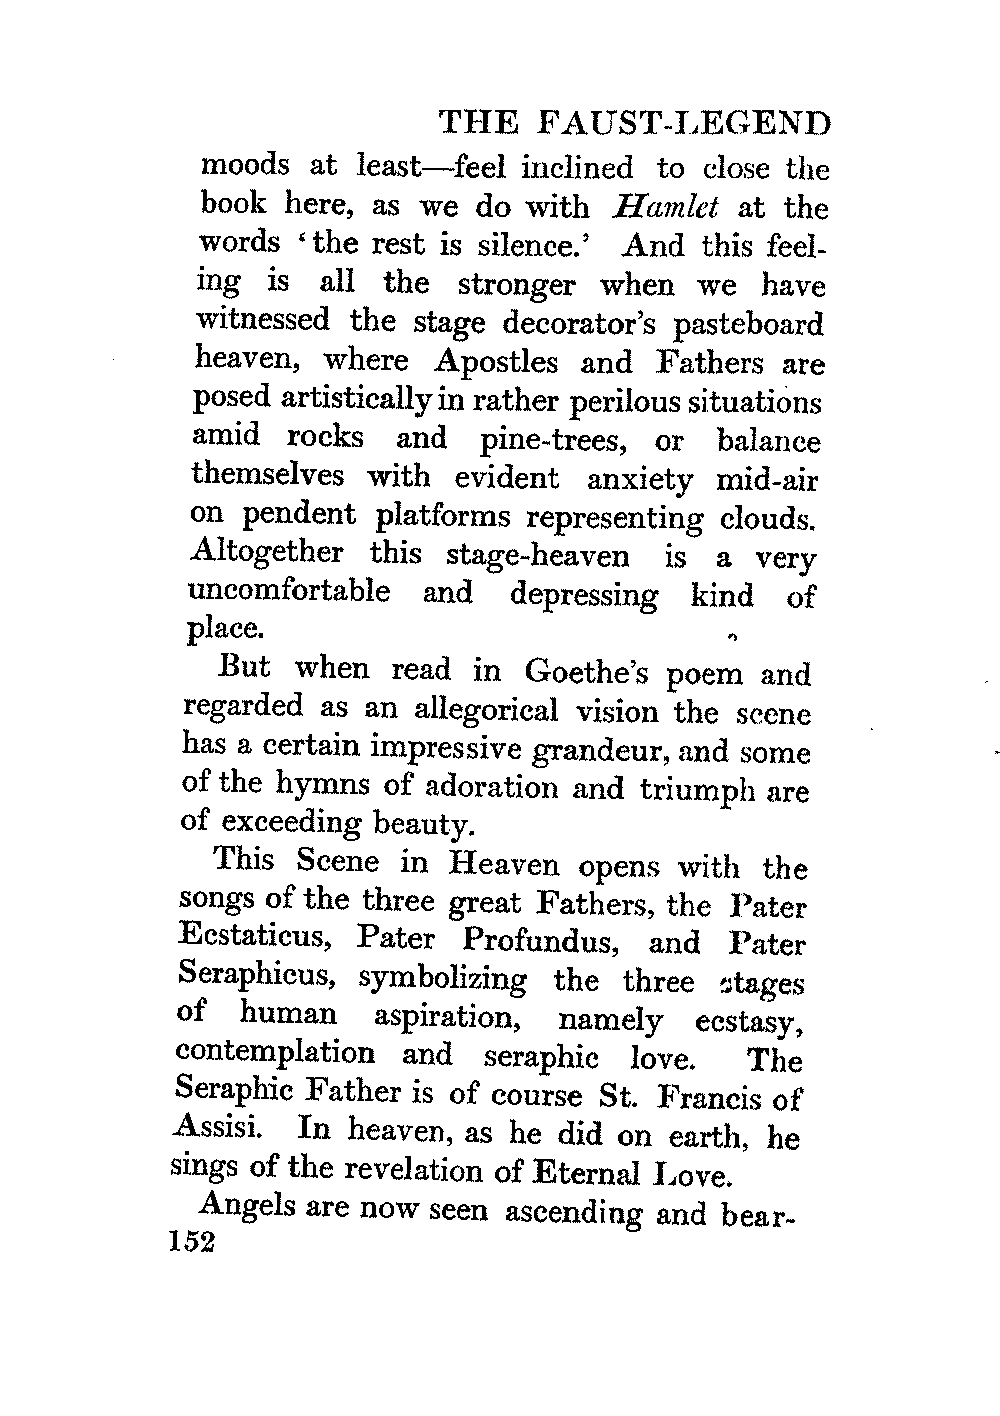 THE FAUST-LEGEND
moods at least—feel inclined to close the
book here, as we do with Hamlet at the
words ‘the rest is silence.’ And this feel-
ing is all the stronger when we have
witnessed the stage decorator’s pasteboard
heaven, where Apostles and Fathers are
posed artistically in rather perilous situations
amid rocks and pine-trees, or balance
themselves with evident anxiety mid-air
on pendent platforms representing clouds.
Altogether this stage-heaven is a very
uncomfortable and depressing kind of
place.
But when read in Goethe’s poem and
regarded as an allegorical vision the scene
has a certain impressive grandeur, and some
of the hymns of adoration and triumph are
of exceeding beauty.
This Scene in Heaven opens with the
songs of the three great Fathers, the Pater
Ecstaticus, Pater Profundus, and Pater
Seraphicus, symbolizing the three stages
of human aspiration, namely ecstasy,
contemplation and seraphic love. The
Seraphic Father is of course St. Francis of
Assisi. In heaven, as he did on earth, he
sings of the revelation of Eternal Love.
Angels are now seen ascending and bear-
152